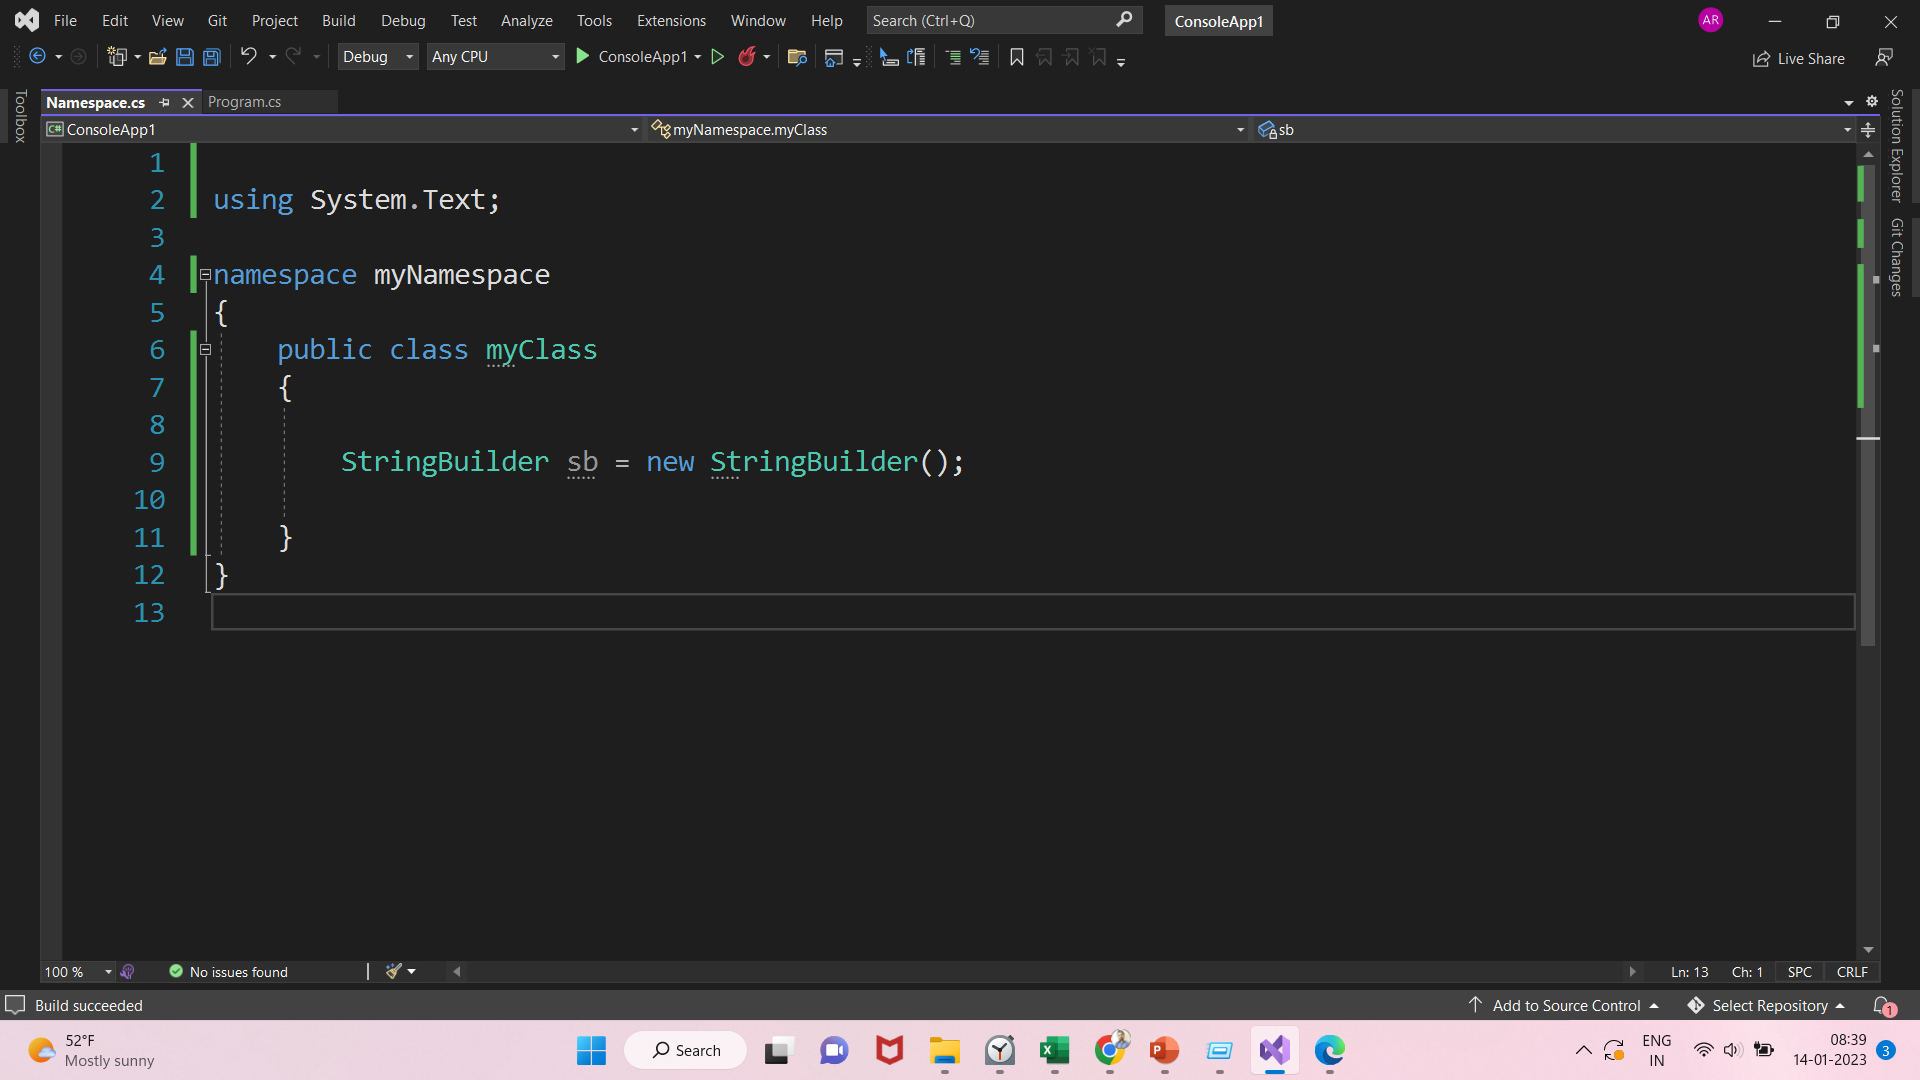 File Edit View Git Project Build Debug Test Analyze Tools Extensions Window Help Search (Ctrl+Q) ConsoleApp1 AR
Debug Any CPU ConsoleApp1 Live Share
Toolbox
Namespace.cs Program.cs
ConsoleApp1 myNamespace.myClass sb
Solution Explorer
Git Changes
1
2 using System.Text;
3
4 namespace myNamespace
5 {
6 public class myClass
7 {
8
9 StringBuilder sb = new StringBuilder();
10
11 }
12 }
13
100 % No issues found Ln: 13 Ch: 1 SPC CRLF
Build succeeded Add to Source Control Select Repository 1
52°F
Mostly sunny
Search
ENG
IN
08:39
14-01-2023
3